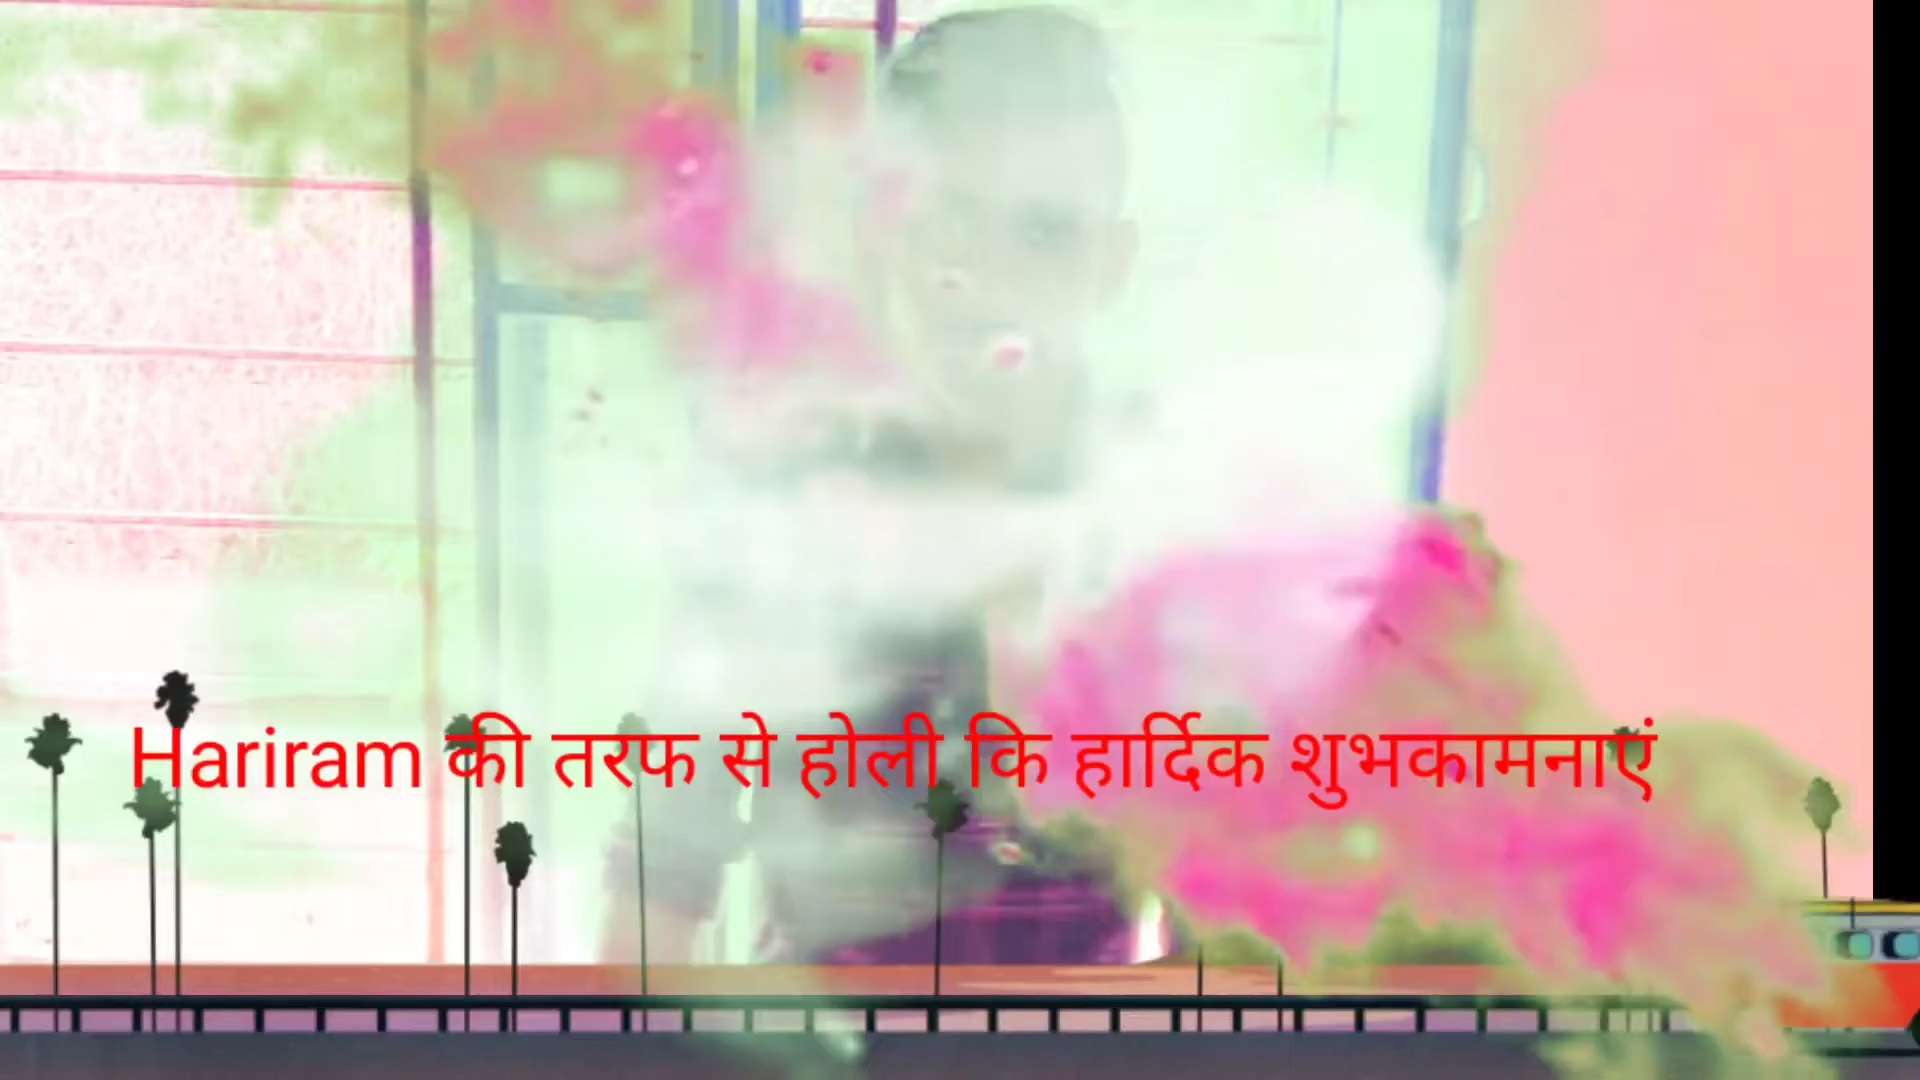 Hariram की तरफ से होली कि हार्दिक शुभकामनाएं